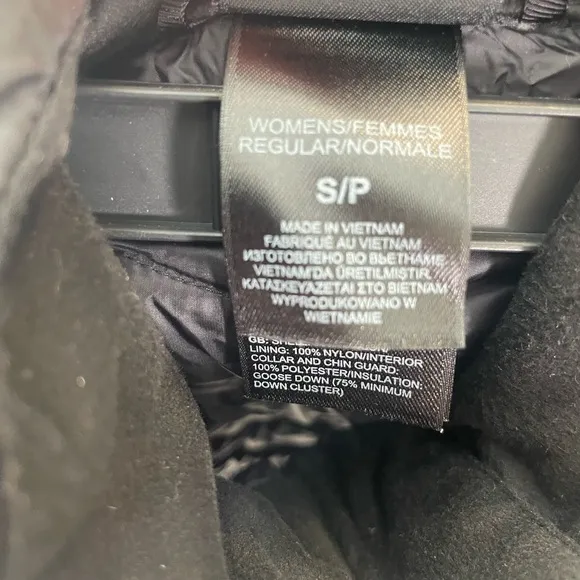 WOMENS/FEMMES
REGULAR/NORMALE
S/P
MADE IN VIETNAM
FABRIQUÉ AU VIETNAM
ИЗГОТОВЛЕНО ВО ВЬЕТНАМЕ
VIETNAM'DA ÜRETILMISTIR.
ΚΑΤΑΣΚΕΥΑΖΕΤΑΙ ΣΤΟ ΒΙΕΤΝΑΜ
WYPRODUKOWANO W
WIETNAMIE
GB: SHELL
LINING: 100% NYLON/INTERIOR
COLLAR AND CHIN GUARD:
100% POLYESTER/INSULATION:
GOOSE DOWN (75% MINIMUM
DOWN CLUSTER)